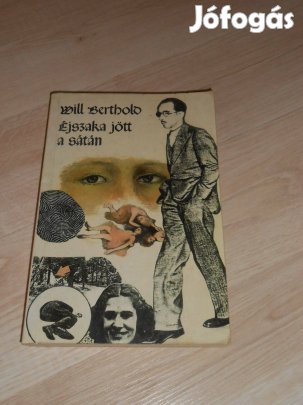 Jófogás
Will Berthold
Éjszaka jött
a sátán